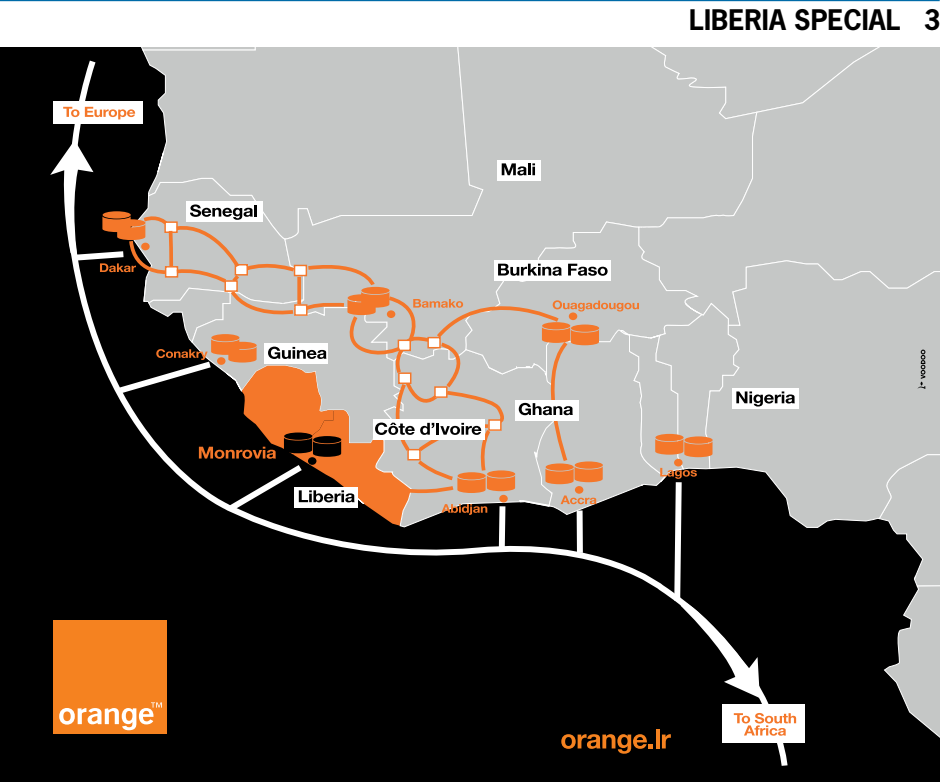 LIBERIA SPECIAL 3
To Europe
Mali
Senegal
Burkina Faso
Dakar
Bamako
Ouagadougou
Conakry
Guinea
Nigeria
Ghana
Côte d'Ivoire
Monrovia
Lagos
Liberia
Abidjan
Accra
orange™
To South
Africa
orange.lr